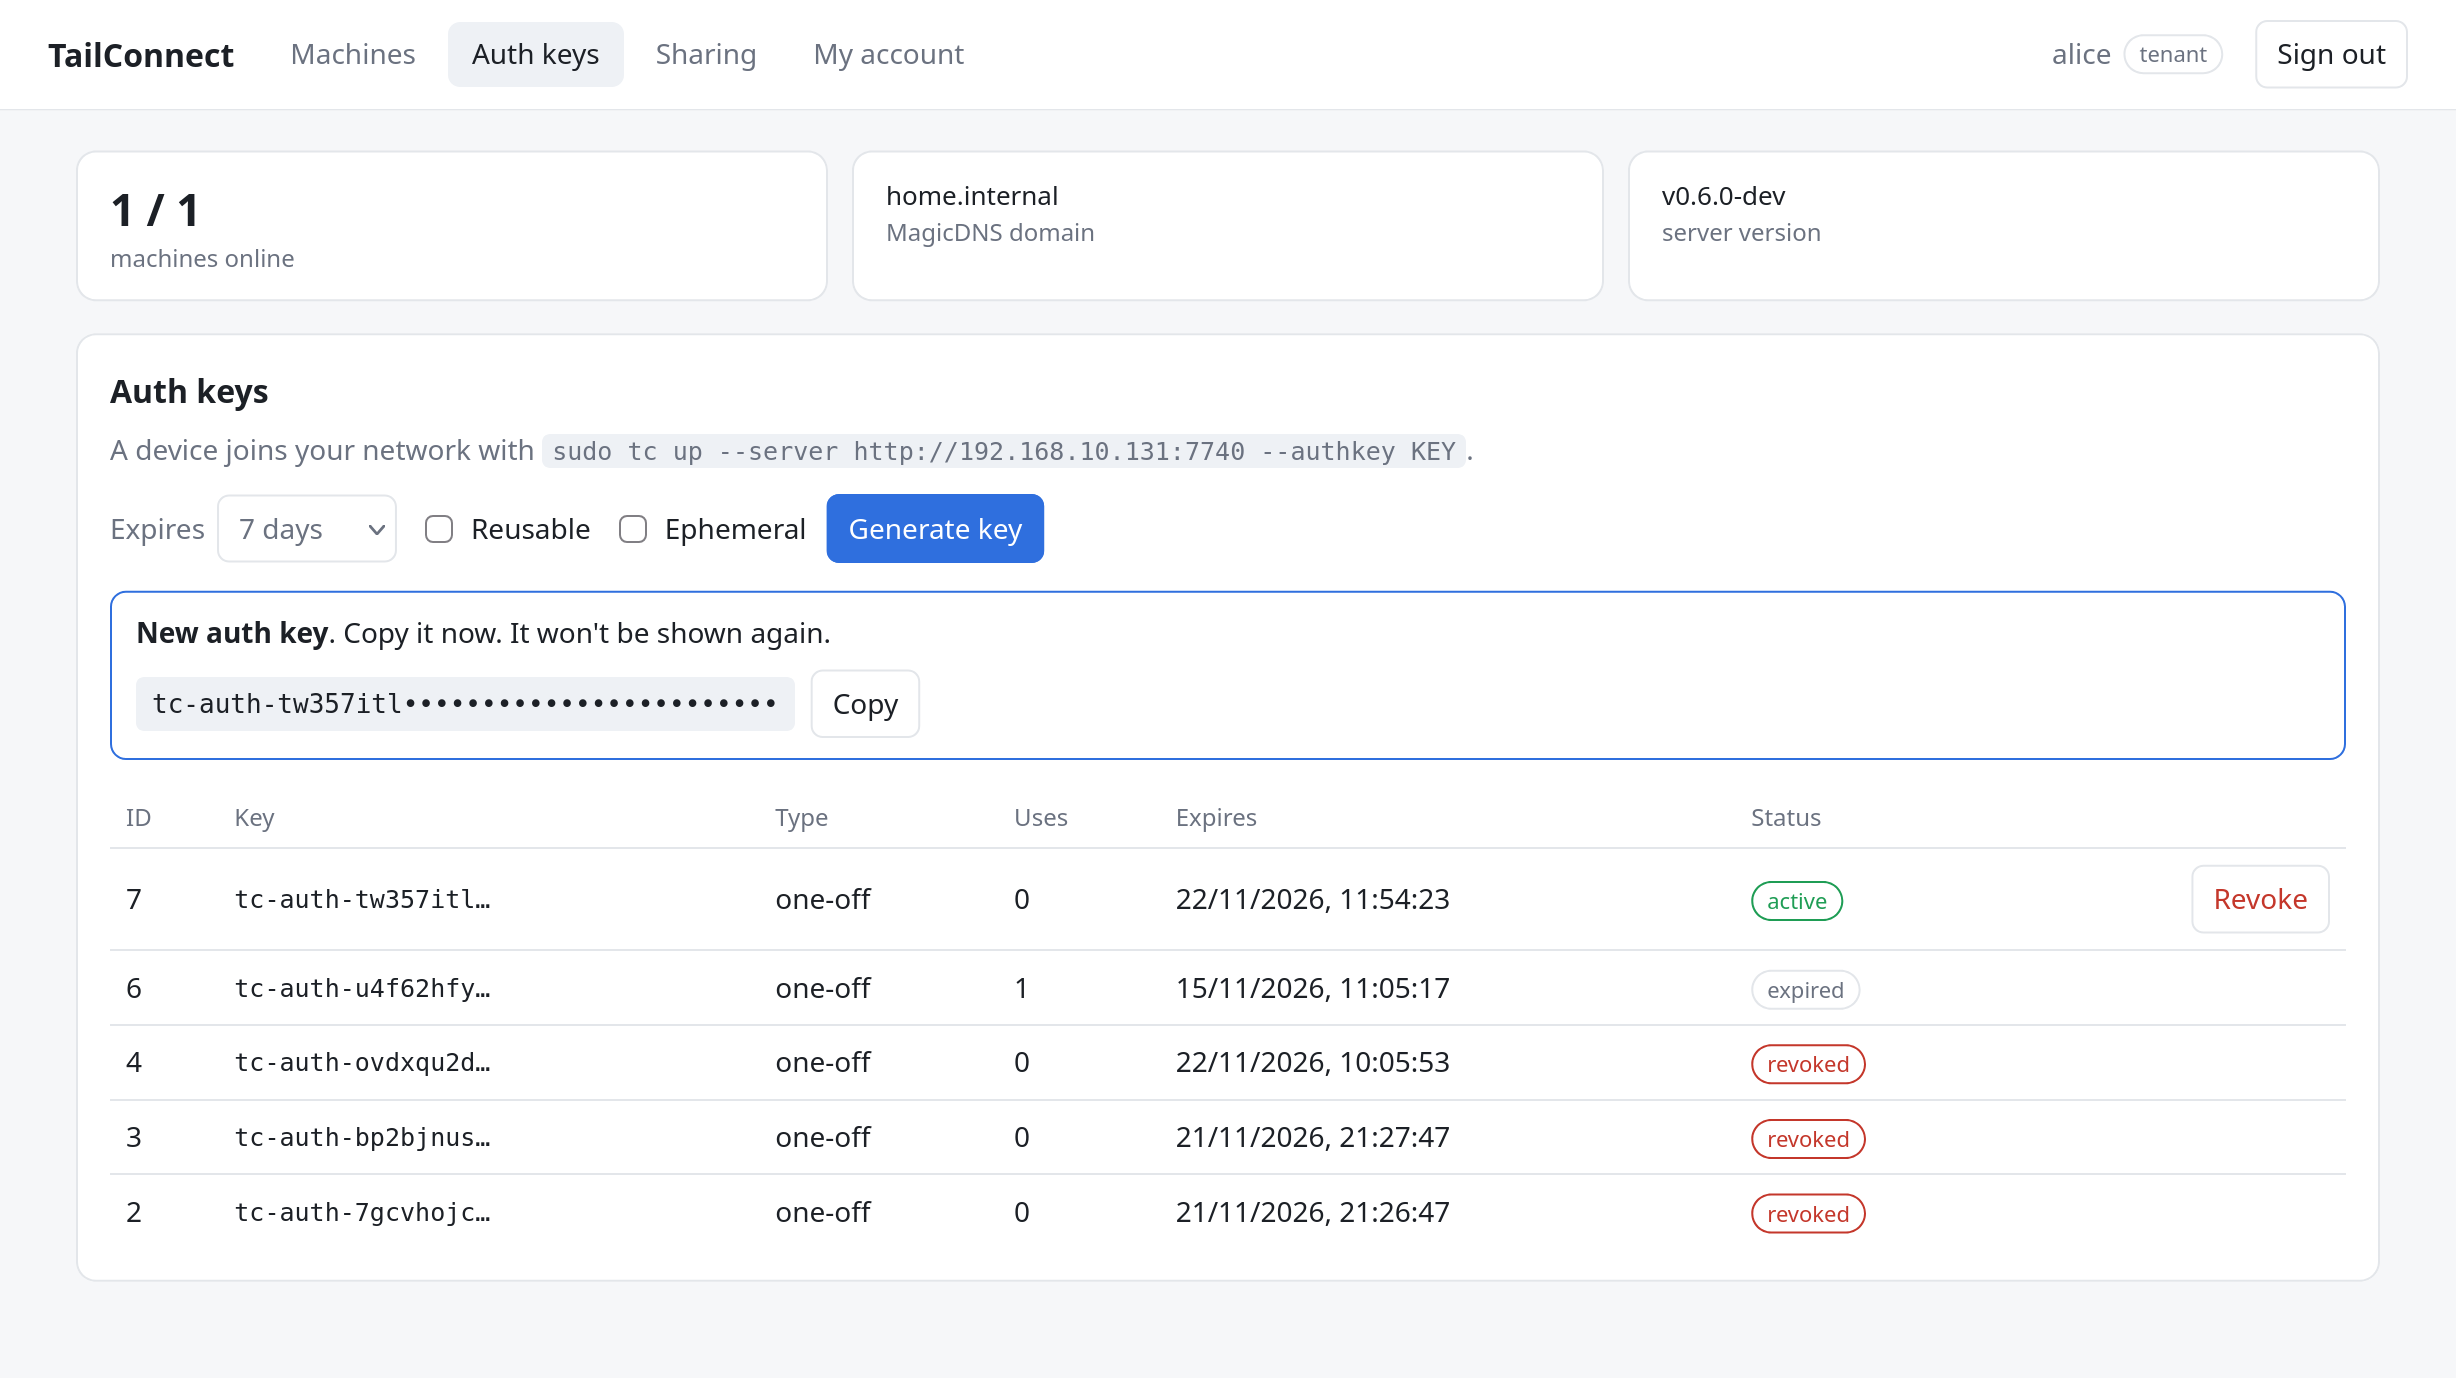 TailConnect Machines Auth keys Sharing My account alice tenant Sign out
1 / 1
machines online
home.internal
MagicDNS domain
v0.6.0-dev
server version
Auth keys
A device joins your network with sudo tc up --server http://192.168.10.131:7740 --authkey KEY.
Expires 7 days Reusable Ephemeral Generate key
New auth key. Copy it now. It won't be shown again.
tc-auth-tw357itl•••••••••••••••••••••••• Copy
ID Key Type Uses Expires Status
7 tc-auth-tw357itl… one-off 0 22/11/2026, 11:54:23 active Revoke
6 tc-auth-u4f62hfy… one-off 1 15/11/2026, 11:05:17 expired
4 tc-auth-ovdxqu2d… one-off 0 22/11/2026, 10:05:53 revoked
3 tc-auth-bp2bjnus… one-off 0 21/11/2026, 21:27:47 revoked
2 tc-auth-7gcvhojc… one-off 0 21/11/2026, 21:26:47 revoked